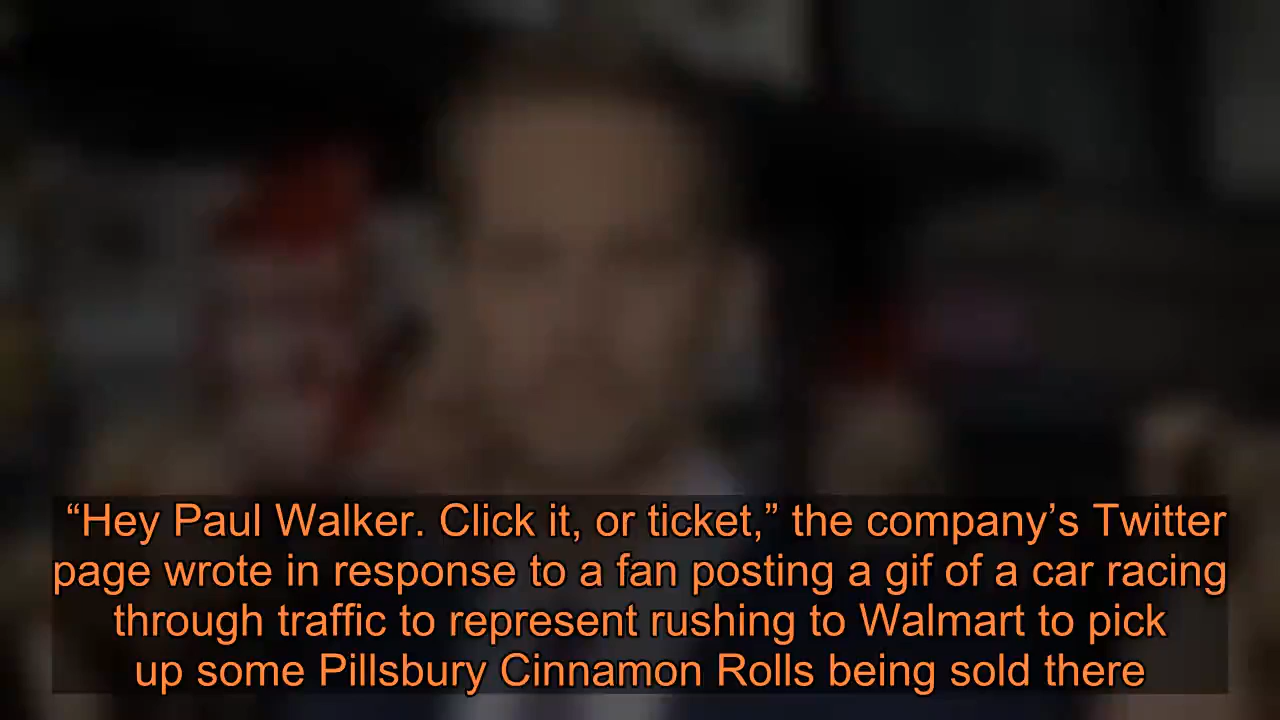 “Hey Paul Walker. Click it, or ticket,” the company’s Twitter
page wrote in response to a fan posting a gif of a car racing
through traffic to represent rushing to Walmart to pick
up some Pillsbury Cinnamon Rolls being sold there